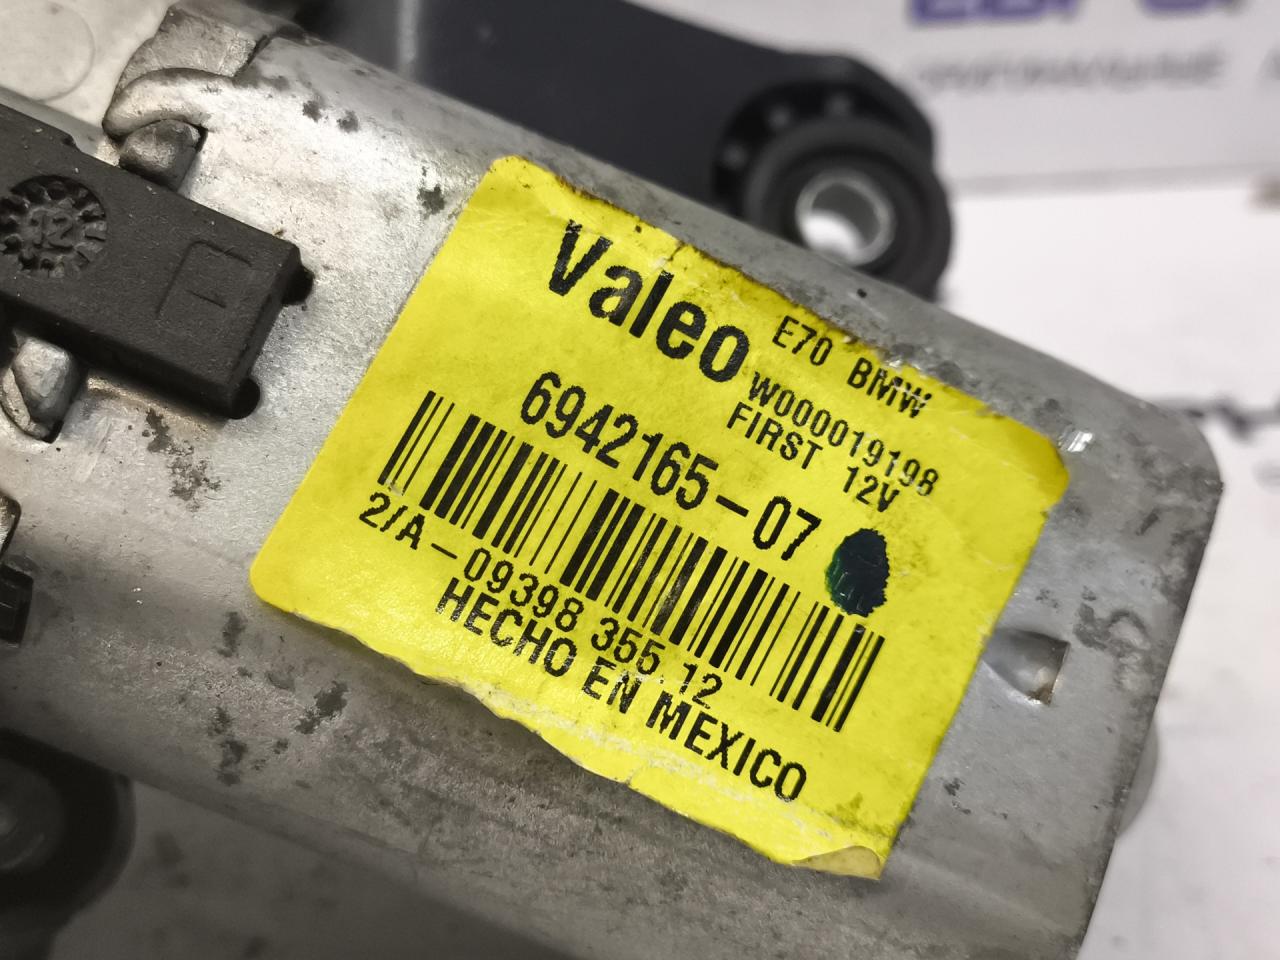 Valeo
E70 BMW
W000019198
FIRST 12V
6942165-07
2/A-09398 355 12
HECHO EN MEXICO